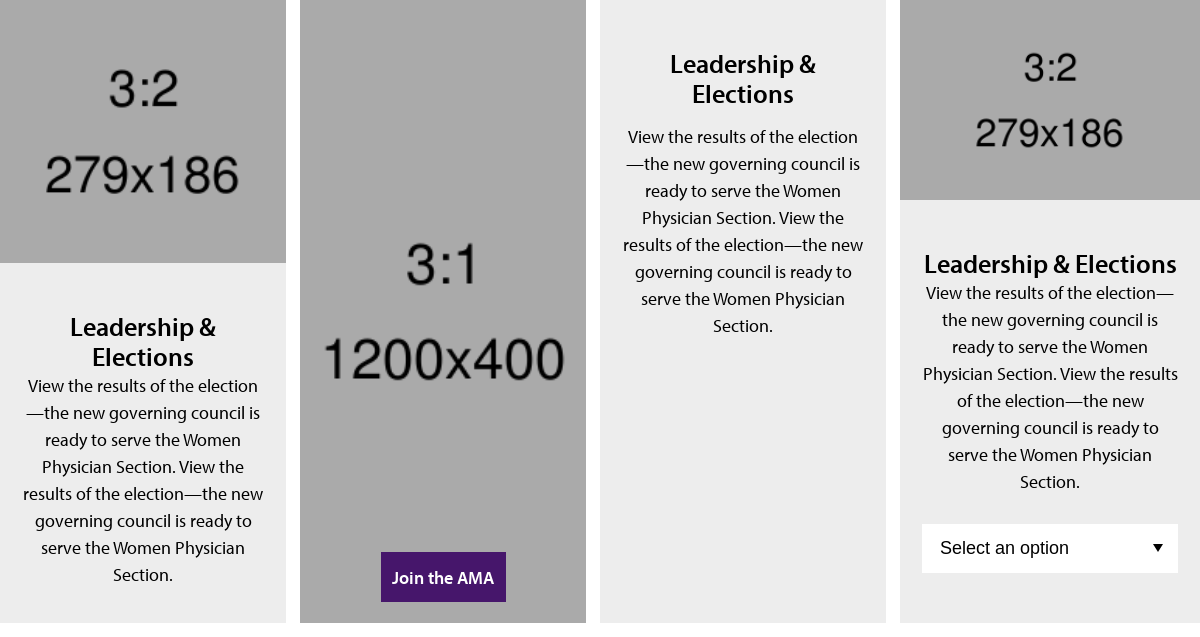 3:2
279x186
Leadership &
Elections
View the results of the election
—the new governing council is
ready to serve the Women
Physician Section. View the
results of the election—the new
governing council is ready to
serve the Women Physician
Section.
3:1
1200x400
Join the AMA
Leadership &
Elections
View the results of the election
—the new governing council is
ready to serve the Women
Physician Section. View the
results of the election—the new
governing council is ready to
serve the Women Physician
Section.
3:2
279x186
Leadership & Elections
View the results of the election—
the new governing council is
ready to serve the Women
Physician Section. View the results
of the election—the new
governing council is ready to
serve the Women Physician
Section.
Select an option